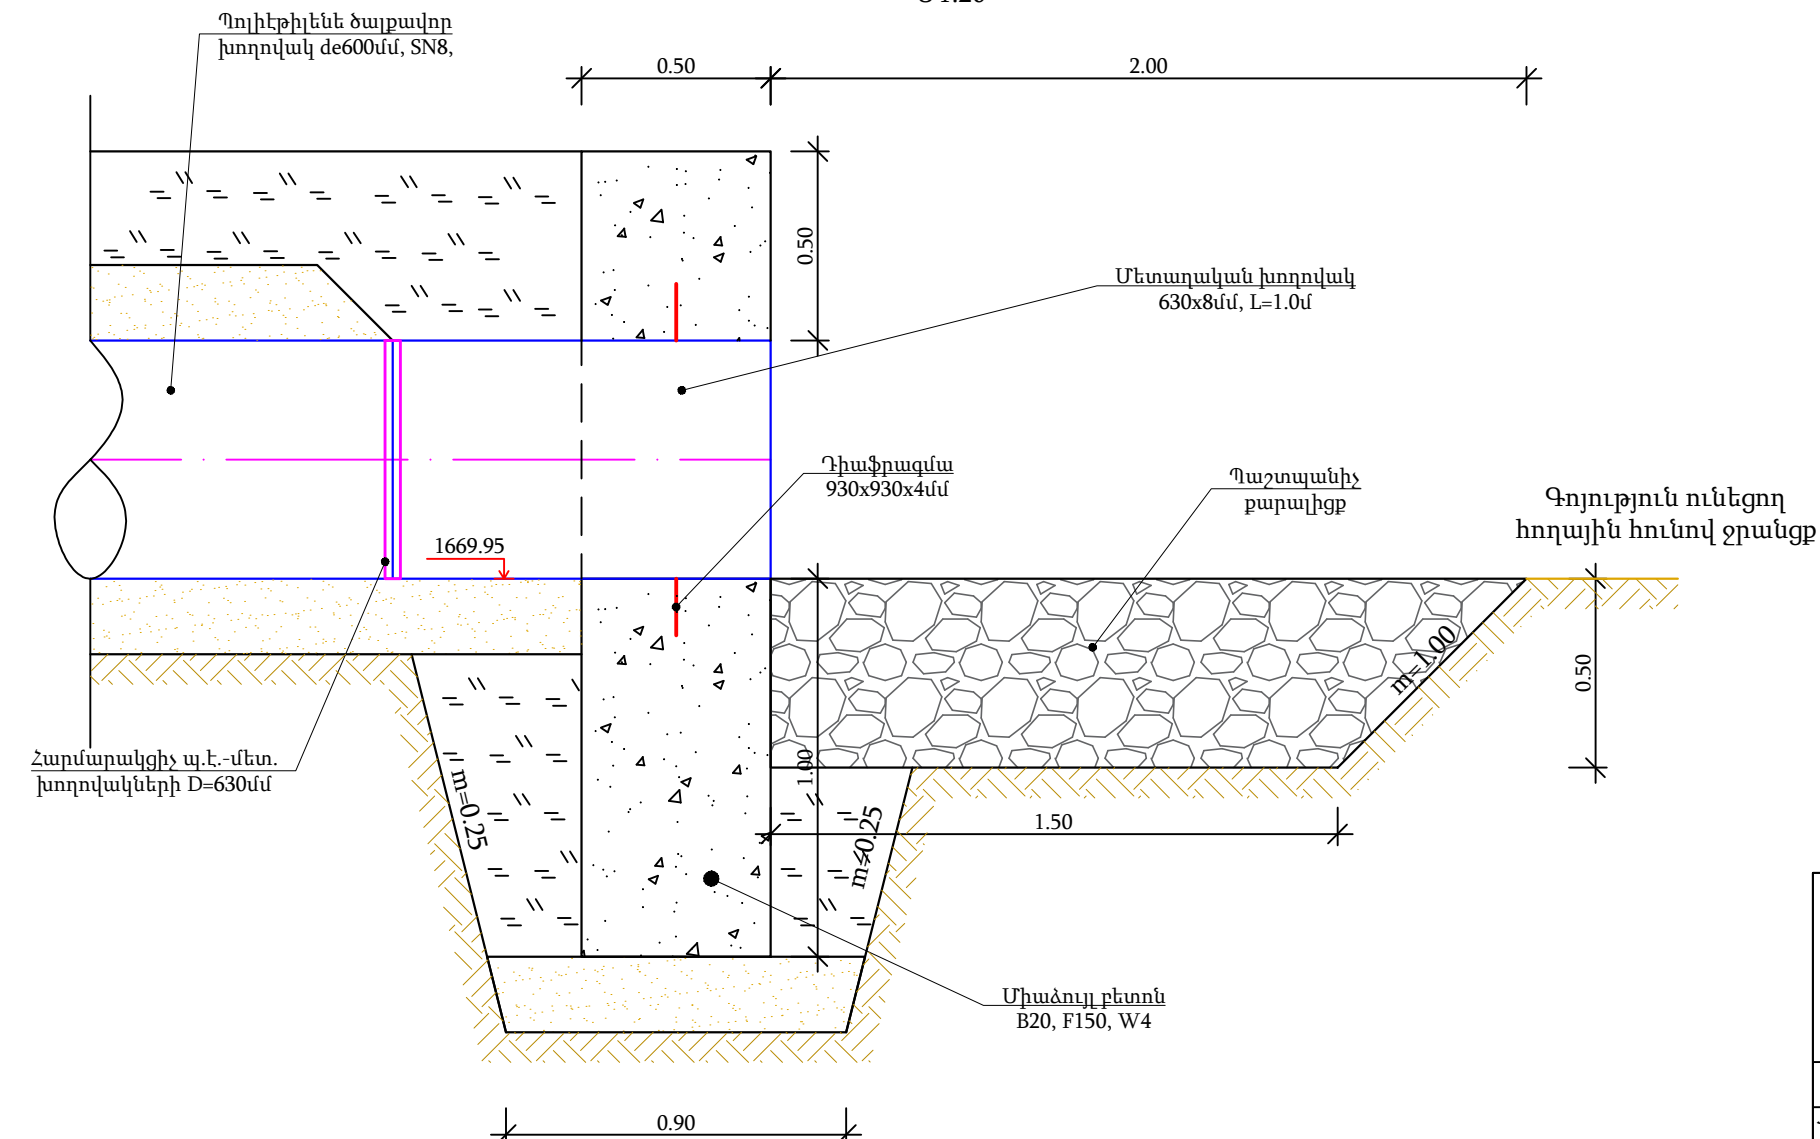 Պոլիէթիլենե ծալքավոր
խողովակ de600մմ, SN8,
0.50
2.00
0.50
Մետաղական խողովակ
630x8մմ, L=1.0մ
Դիաֆրագմա
930x930x4մմ
Պաշտպանիչ
քարալիցք
Գոյություն ունեցող
հողային հունով ջրանցք
1669.95
m=1.00
0.50
Հարմարակցիչ պ.է.-մետ.
խողովակների D=630մմ
m=0.25
1.00
m=0.25
1.50
Միաձույլ բետոն
B20, F150, W4
0.90